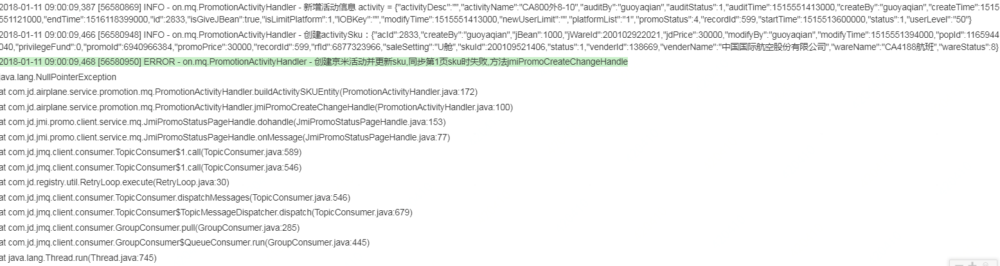 2018-01-11 09:00:09,387 [56580869] INFO - on.mq.PromotionActivityHandler - 新增活动信息 activity = {"activityDesc":"","activityName":"CA800外8-10","auditBy":"guoyaqian","auditStatus":1,"auditTime":1515551413000,"createBy":"guoyaqian","createTime":1515
551121000,"endTime":1516118399000,"id":2833,"isGiveJBean":true,"isLimitPlatform":1,"lOBKey":"","modifyTime":1515551413000,"newUserLimit":"","platformList":"1","promoStatus":4,"recordId":599,"startTime":1515513600000,"status":1,"userLevel":"50"}
2018-01-11 09:00:09,466 [56580948] INFO - on.mq.PromotionActivityHandler - 创建activitySku：{"acId":2833,"createBy":"guoyaqian","jBean":1000,"jWareId":200102922021,"jdPrice":30000,"modifyBy":"guoyaqian","modifyTime":1515551394000,"popId":1165944
040,"privilegeFund":0,"promoId":6940966384,"promoPrice":30000,"recordId":599,"rfId":6877323966,"saleSetting":"U舱","skuId":200109521406,"status":1,"venderId":138669,"venderName":"中国国际航空股份有限公司","wareName":"CA4188航班","wareStatus":8}
2018-01-11 09:00:09,468 [56580950] ERROR - on.mq.PromotionActivityHandler - 创建京米活动并更新sku,同步第1页sku时失败,方法jmiPromoCreateChangeHandle
java.lang.NullPointerException
at com.jd.airplane.service.promotion.mq.PromotionActivityHandler.buildActivitySKUEntity(PromotionActivityHandler.java:172)
at com.jd.airplane.service.promotion.mq.PromotionActivityHandler.jmiPromoCreateChangeHandle(PromotionActivityHandler.java:100)
at com.jd.jmi.promo.client.service.mq.JmiPromoStatusPageHandle.dohandle(JmiPromoStatusPageHandle.java:153)
at com.jd.jmi.promo.client.service.mq.JmiPromoStatusPageHandle.onMessage(JmiPromoStatusPageHandle.java:77)
at com.jd.jmq.client.consumer.TopicConsumer$1.call(TopicConsumer.java:589)
at com.jd.jmq.client.consumer.TopicConsumer$1.call(TopicConsumer.java:546)
at com.jd.registry.util.RetryLoop.execute(RetryLoop.java:30)
at com.jd.jmq.client.consumer.TopicConsumer.dispatchMessages(TopicConsumer.java:546)
at com.jd.jmq.client.consumer.TopicConsumer$TopicMessageDispatcher.dispatch(TopicConsumer.java:679)
at com.jd.jmq.client.consumer.GroupConsumer.pull(GroupConsumer.java:285)
at com.jd.jmq.client.consumer.GroupConsumer$QueueConsumer.run(GroupConsumer.java:445)
at java.lang.Thread.run(Thread.java:745)